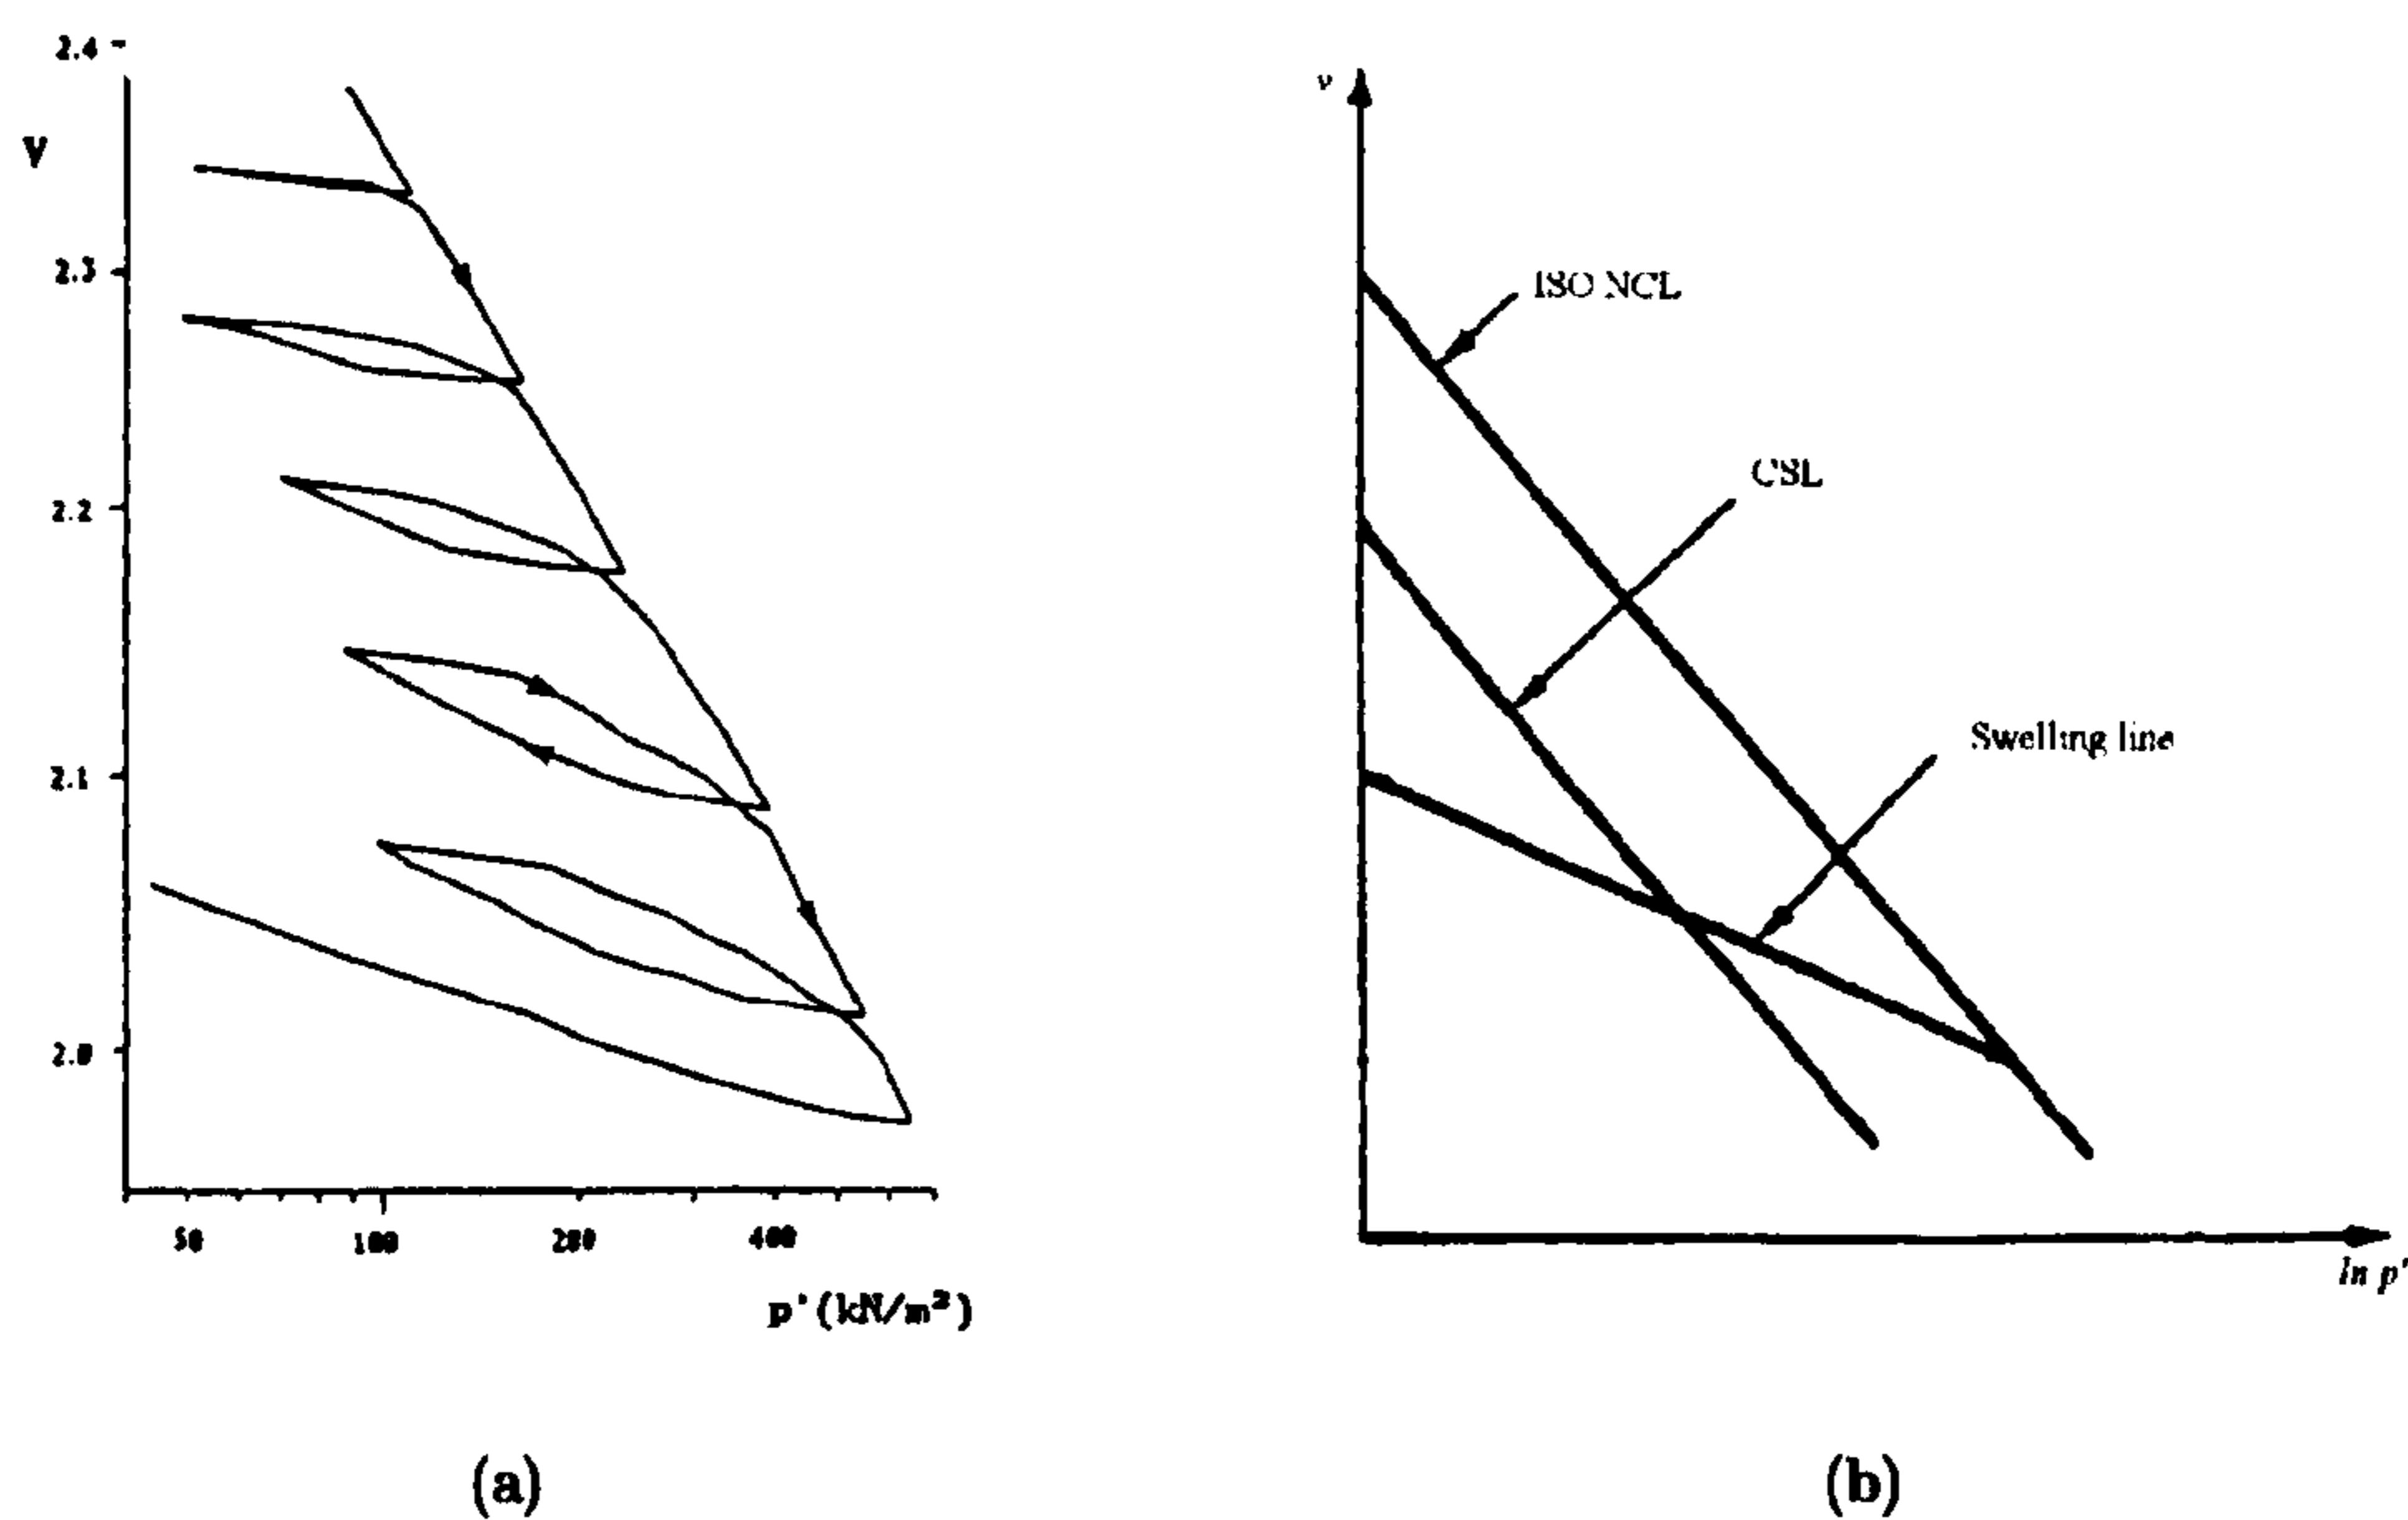 2.4
V
2.3
2.2
2.1
2.0
50 100 200 400
p'(kN/m²)
(a)
v
ISO NCL
CSL
Swelling line
ln p'
(b)